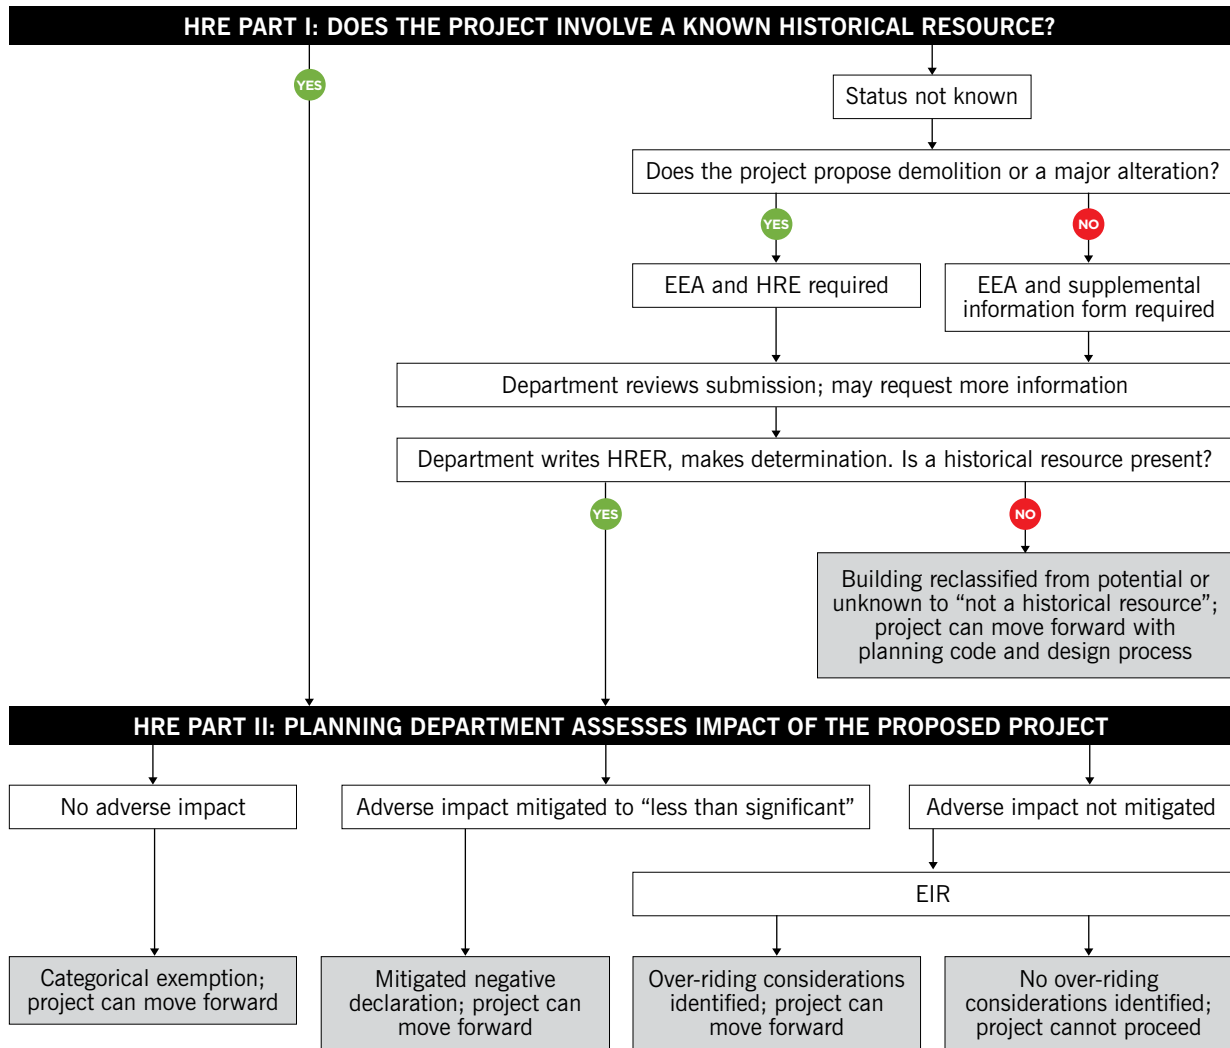 HRE PART I: DOES THE PROJECT INVOLVE A KNOWN HISTORICAL RESOURCE?
YES
Status not known
Does the project propose demolition or a major alteration?
YES
NO
EEA and HRE required
EEA and supplemental
information form required
Department reviews submission; may request more information
Department writes HRER, makes determination. Is a historical resource present?
YES
NO
Building reclassified from potential or
unknown to “not a historical resource”;
project can move forward with
planning code and design process
HRE PART II: PLANNING DEPARTMENT ASSESSES IMPACT OF THE PROPOSED PROJECT
No adverse impact
Adverse impact mitigated to “less than significant”
Adverse impact not mitigated
EIR
Categorical exemption;
project can move forward
Mitigated negative
declaration; project can
move forward
Over-riding considerations
identified; project can
move forward
No over-riding
considerations identified;
project cannot proceed